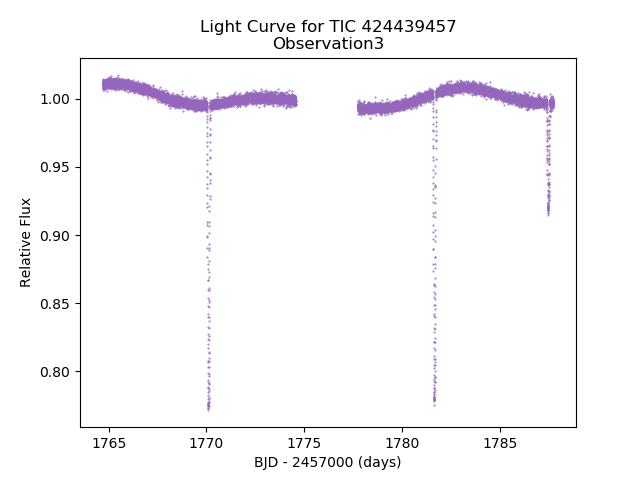 Light Curve for TIC 424439457
Observation3
Relative Flux
1.00
0.95
0.90
0.85
0.80
1765
1770
1775
1780
1785
BJD - 2457000 (days)